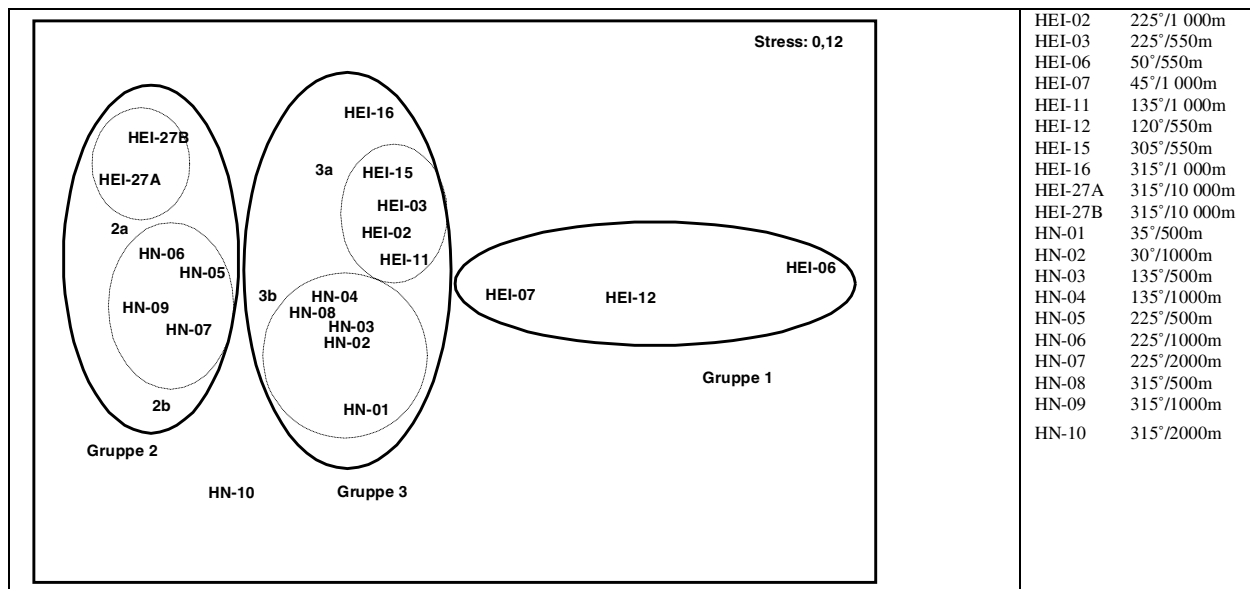 Stress: 0,12
HEI-16
HEI-27B
3a
HEI-15
HEI-27A
HEI-03
2a
HEI-02
HN-06
HEI-11
HN-05
HEI-06
3b
HN-04
HEI-07
HEI-12
HN-09
HN-08
HN-07
HN-03
HN-02
Gruppe 1
2b
HN-01
Gruppe 2
HN-10
Gruppe 3
HEI-02 225°/1 000m
HEI-03 225°/550m
HEI-06 50°/550m
HEI-07 45°/1 000m
HEI-11 135°/1 000m
HEI-12 120°/550m
HEI-15 305°/550m
HEI-16 315°/1 000m
HEI-27A 315°/10 000m
HEI-27B 315°/10 000m
HN-01 35°/500m
HN-02 30°/1000m
HN-03 135°/500m
HN-04 135°/1000m
HN-05 225°/500m
HN-06 225°/1000m
HN-07 225°/2000m
HN-08 315°/500m
HN-09 315°/1000m
HN-10 315°/2000m